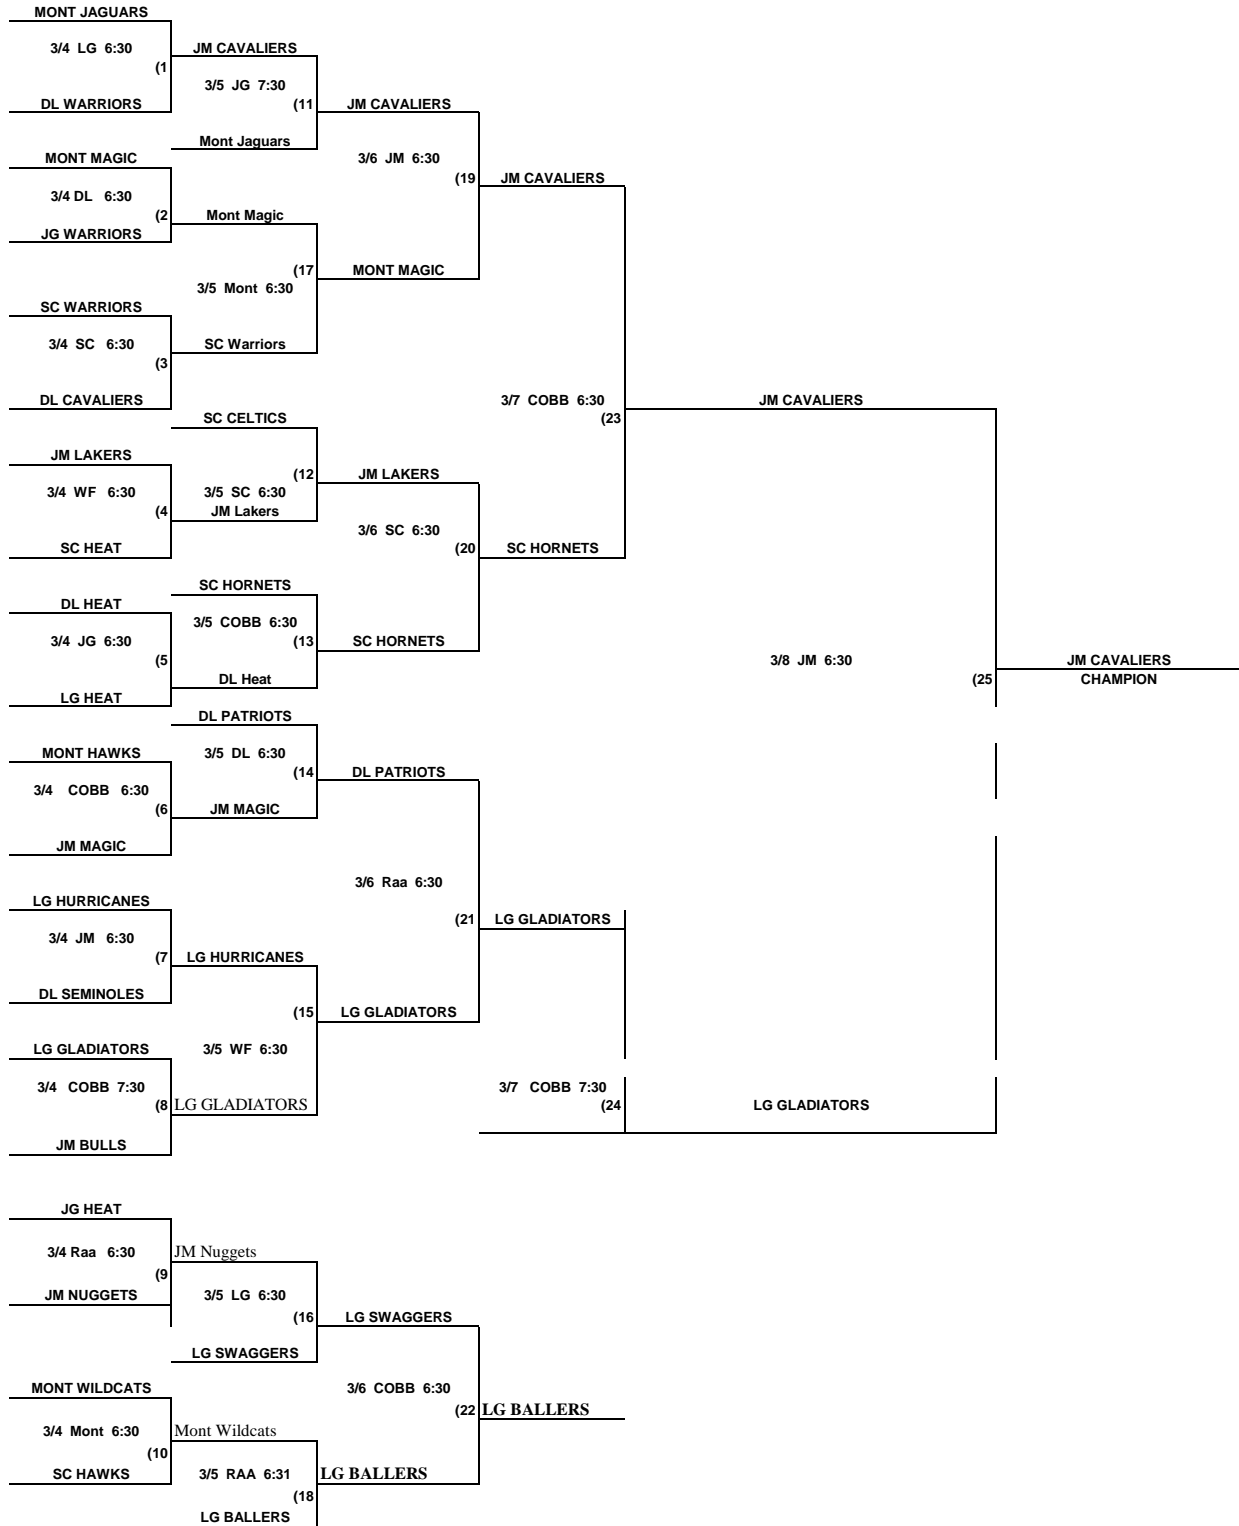 MONT JAGUARS
3/4 LG 6:30
JM CAVALIERS
(1
3/5 JG 7:30
DL WARRIORS
(11
JM CAVALIERS
Mont Jaguars
MONT MAGIC
3/6 JM 6:30
(19
JM CAVALIERS
3/4 DL 6:30
(2
Mont Magic
JG WARRIORS
(17
MONT MAGIC
3/5 Mont 6:30
SC WARRIORS
3/4 SC 6:30
SC Warriors
(3
DL CAVALIERS
3/7 COBB 6:30
JM CAVALIERS
SC CELTICS
(23
JM LAKERS
(12
JM LAKERS
3/4 WF 6:30
3/5 SC 6:30
(4
JM Lakers
3/6 SC 6:30
SC HEAT
(20
SC HORNETS
SC HORNETS
DL HEAT
3/5 COBB 6:30
3/4 JG 6:30
(13
SC HORNETS
(5
3/8 JM 6:30
JM CAVALIERS
DL Heat
(25
CHAMPION
LG HEAT
DL PATRIOTS
MONT HAWKS
3/5 DL 6:30
(14
DL PATRIOTS
3/4 COBB 6:30
(6
JM MAGIC
JM MAGIC
3/6 Raa 6:30
LG HURRICANES
(21
LG GLADIATORS
3/4 JM 6:30
(7
LG HURRICANES
DL SEMINOLES
(15
LG GLADIATORS
LG GLADIATORS
3/5 WF 6:30
3/4 COBB 7:30
3/7 COBB 7:30
(8
LG GLADIATORS
(24
LG GLADIATORS
JM BULLS
JG HEAT
3/4 Raa 6:30
JM Nuggets
(9
JM NUGGETS
3/5 LG 6:30
(16
LG SWAGGERS
LG SWAGGERS
MONT WILDCATS
3/6 COBB 6:30
(22
LG BALLERS
3/4 Mont 6:30
Mont Wildcats
(10
SC HAWKS
3/5 RAA 6:31
LG BALLERS
(18
LG BALLERS